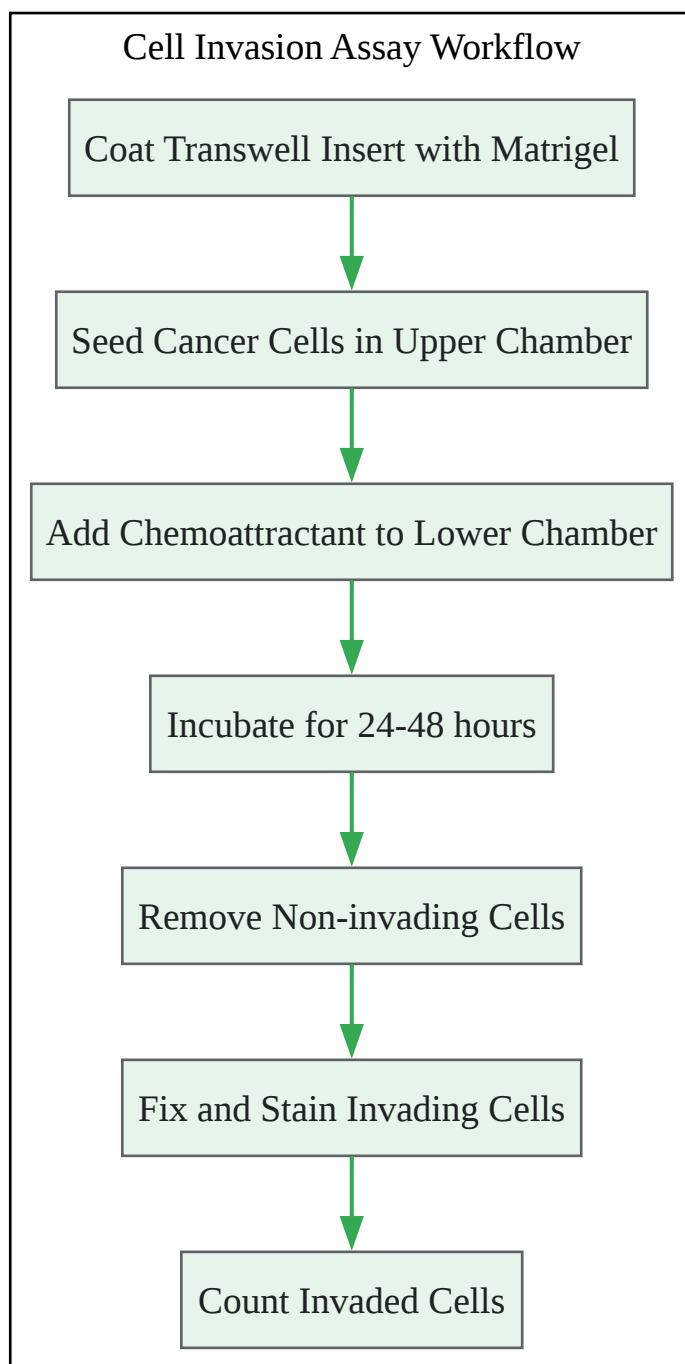 Cell Invasion Assay Workflow
Coat Transwell Insert with Matrigel
Seed Cancer Cells in Upper Chamber
Add Chemoattractant to Lower Chamber
Incubate for 24-48 hours
Remove Non-invading Cells
Fix and Stain Invading Cells
Count Invaded Cells